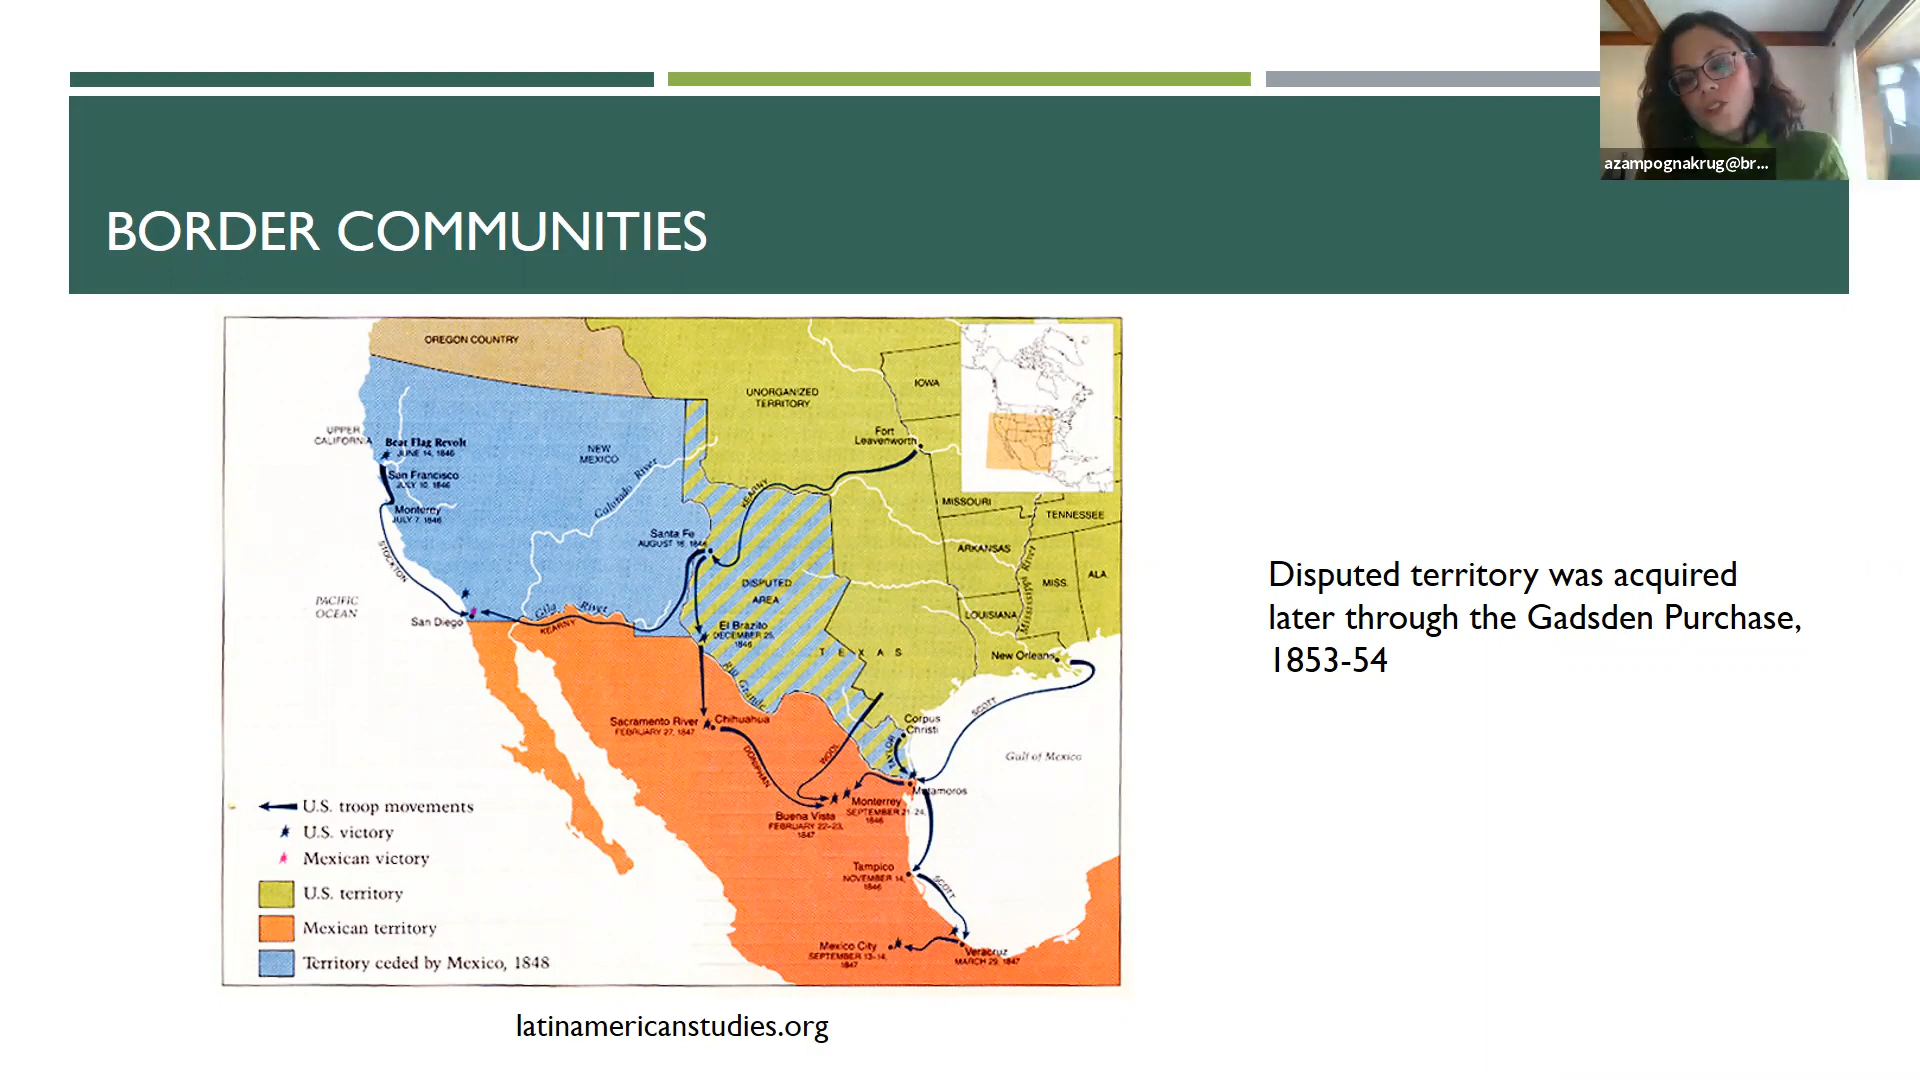 azampognakrug@br...
BORDER COMMUNITIES
OREGON COUNTRY
UNORGANIZED
TERRITORY
IOWA
UPPER
CALIFORNIA
Bear Flag Revolt
JUNE 14, 1846
NEW
MEXICO
Fort
Leavenworth
San Francisco
JULY 10, 1846
Colorado River
KEARNY
MISSOURI
Monterey
JULY 7, 1846
TENNESSEE
Santa Fe
AUGUST 16, 1846
STOCKTON
ARKANSAS
Mississippi River
MISS.
ALA.
DISPUTED
AREA
PACIFIC
OCEAN
Gila River
LOUISIANA
San Diego
KEARNY
El Brazito
DECEMBER 25,
1846
TEXAS
New Orleans
Rio Grande
SCOTT
Sacramento River
FEBRUARY 27, 1847
Chihuahua
Corpus
Christi
DONIPHAN
WOOL
TAYLOR
Gulf of Mexico
Matamoros
Monterrey
SEPTEMBER 21-24,
1846
Buena Vista
FEBRUARY 22-23,
1847
Tampico
NOVEMBER 14,
1846
SCOTT
Mexico City
SEPTEMBER 13-14,
1847
Veracruz
MARCH 29, 1847
U.S. troop movements
U.S. victory
Mexican victory
U.S. territory
Mexican territory
Territory ceded by Mexico, 1848
latinamericanstudies.org
Disputed territory was acquired
later through the Gadsden Purchase,
1853-54